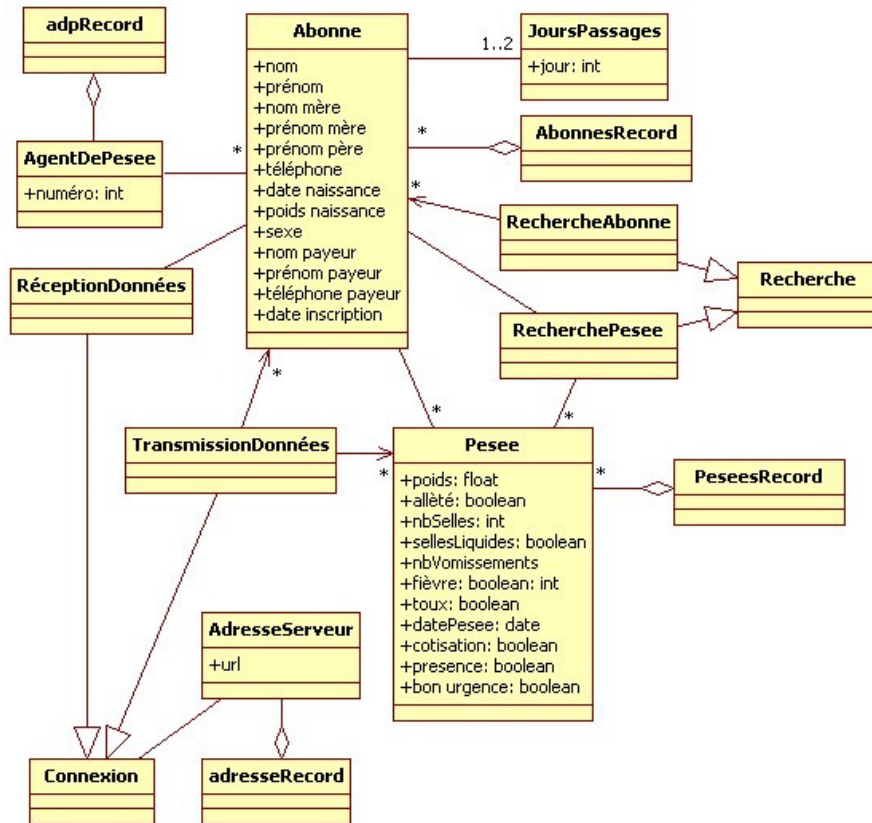 adpRecord
Abonne
+nom
+prénom
+nom mère
+prénom mère
+prénom père
+téléphone
+date naissance
+poids naissance
+sexe
+nom payeur
+prénom payeur
+téléphone payeur
+date inscription
1..2
JoursPassages
+jour: int
*
AbonnesRecord
AgentDePesee
+numéro: int
*
*
RechercheAbonne
Recherche
RéceptionDonnées
RecherchePesee
*
*
*
TransmissionDonnées
*
Pesee
+poids: float
+allèté: boolean
+nbSelles: int
+sellesLiquides: boolean
+nbVomissements
+fièvre: boolean: int
+toux: boolean
+datePesee: date
+cotisation: boolean
+presence: boolean
+bon urgence: boolean
*
PeseesRecord
AdresseServeur
+url
Connexion
adresseRecord